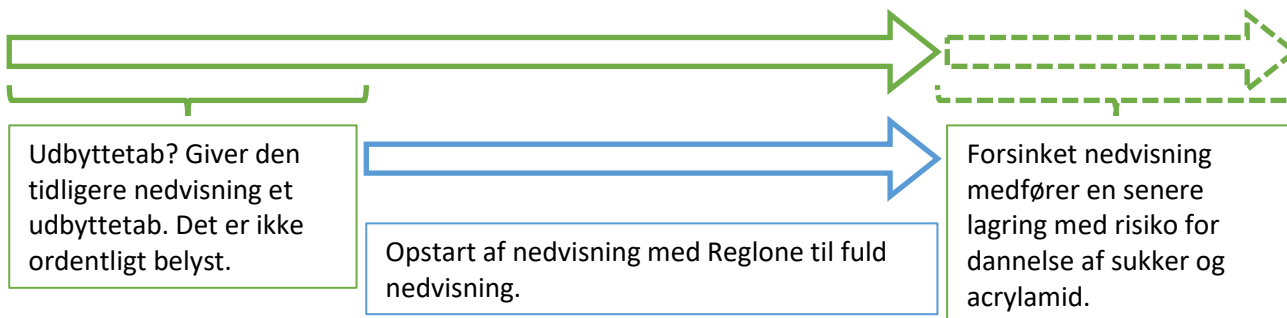 Udbyttetab? Giver den
tidligere nedvisning et
udbyttetab. Det er ikke
ordentligt belyst.
Opstart af nedvisning med Reglone til fuld
nedvisning.
Forsinket nedvisning
medfører en senere
lagring med risiko for
dannelse af sukker og
acrylamid.